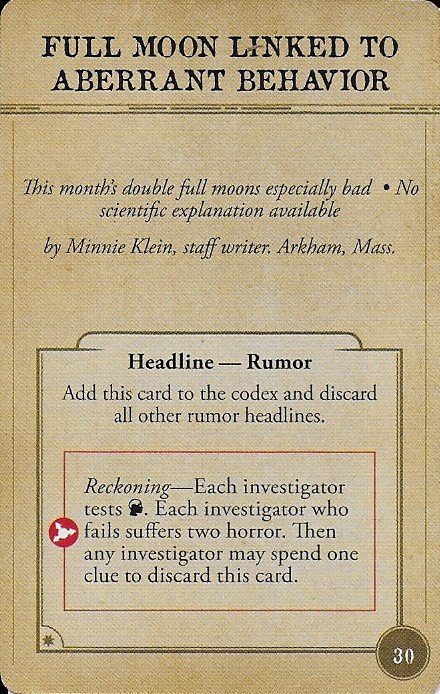 FULL MOON LINKED TO
ABERRANT BEHAVIOR
This month's double full moons especially bad • No
scientific explanation available
by Minnie Klein, staff writer. Arkham, Mass.
Headline — Rumor
Add this card to the codex and discard
all other rumor headlines.
Reckoning—Each investigator
tests . Each investigator who
fails suffers two horror. Then
any investigator may spend one
clue to discard this card.
30